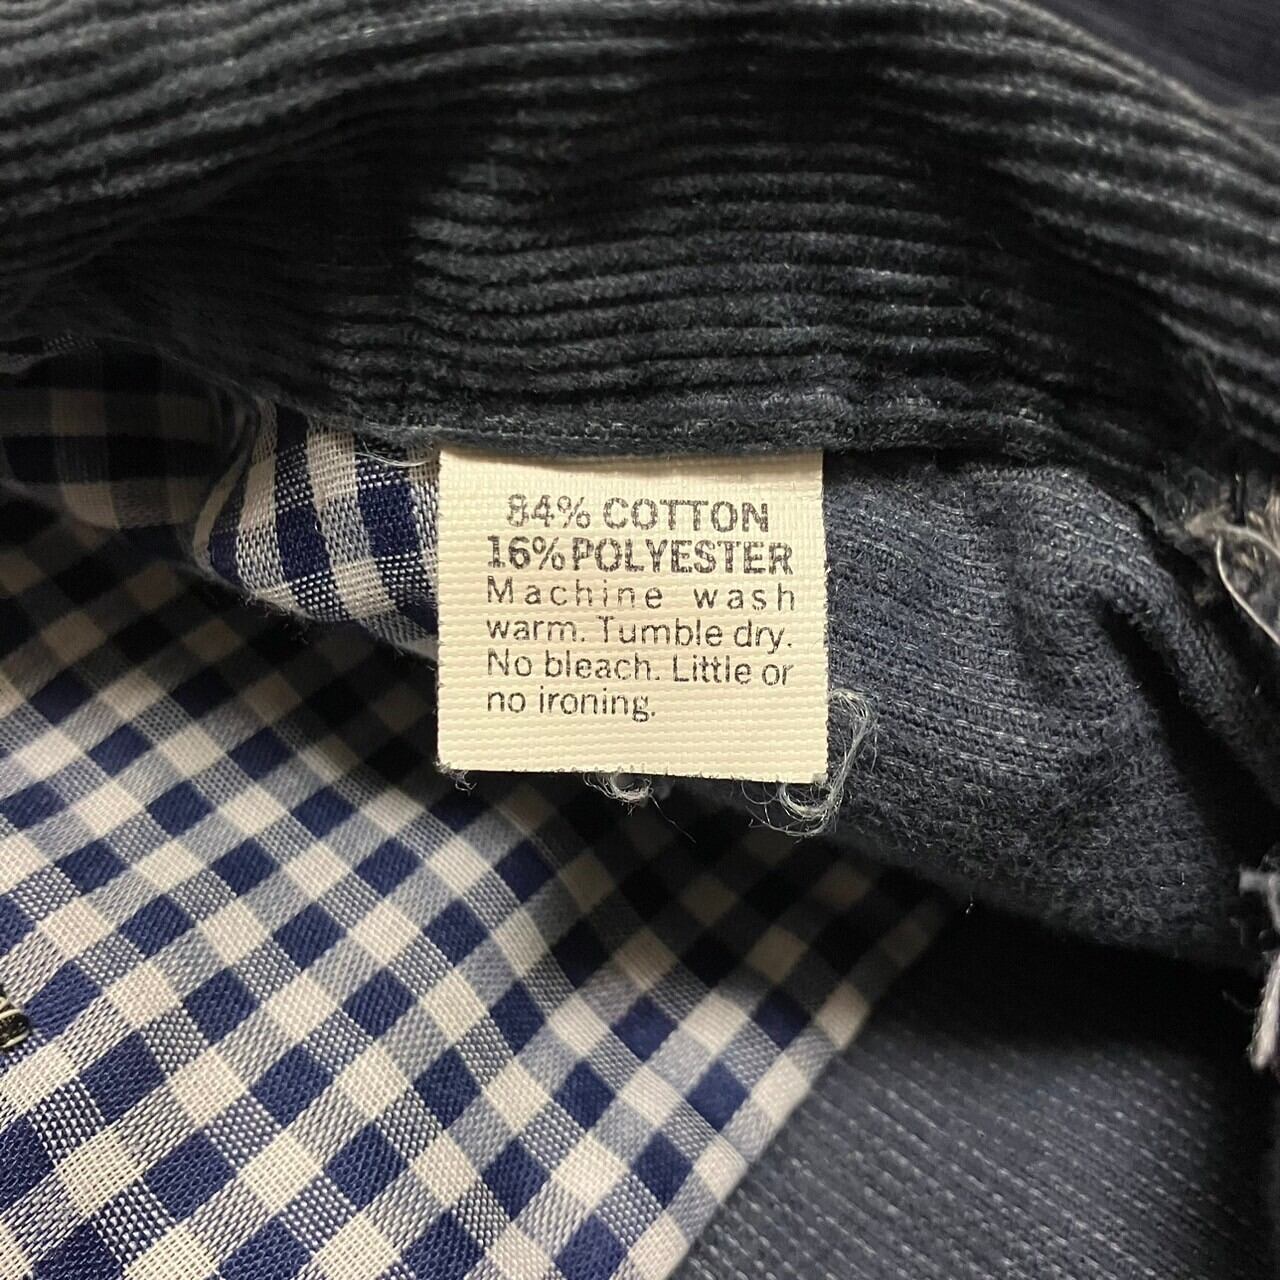 84% COTTON
16% POLYESTER
Machine wash
warm. Tumble dry.
No bleach. Little or
no ironing.